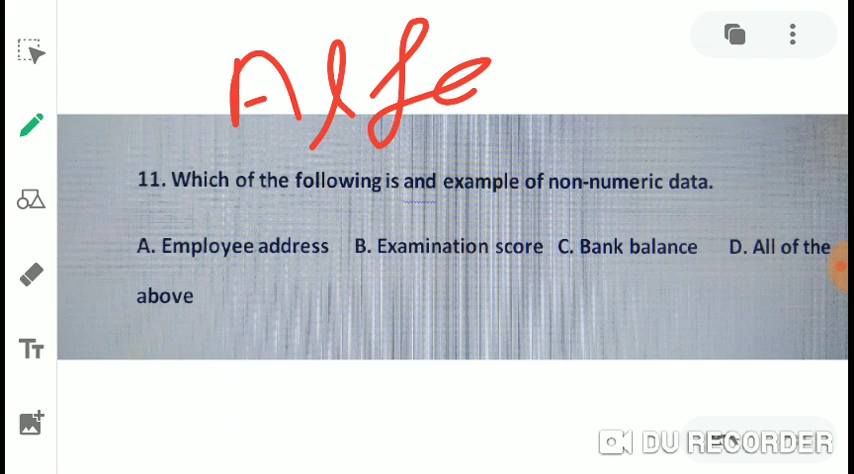 Alfe
11. Which of the following is and example of non-numeric data.
A. Employee address B. Examination score C. Bank balance D. All of the
above
TT
DU RECORDER